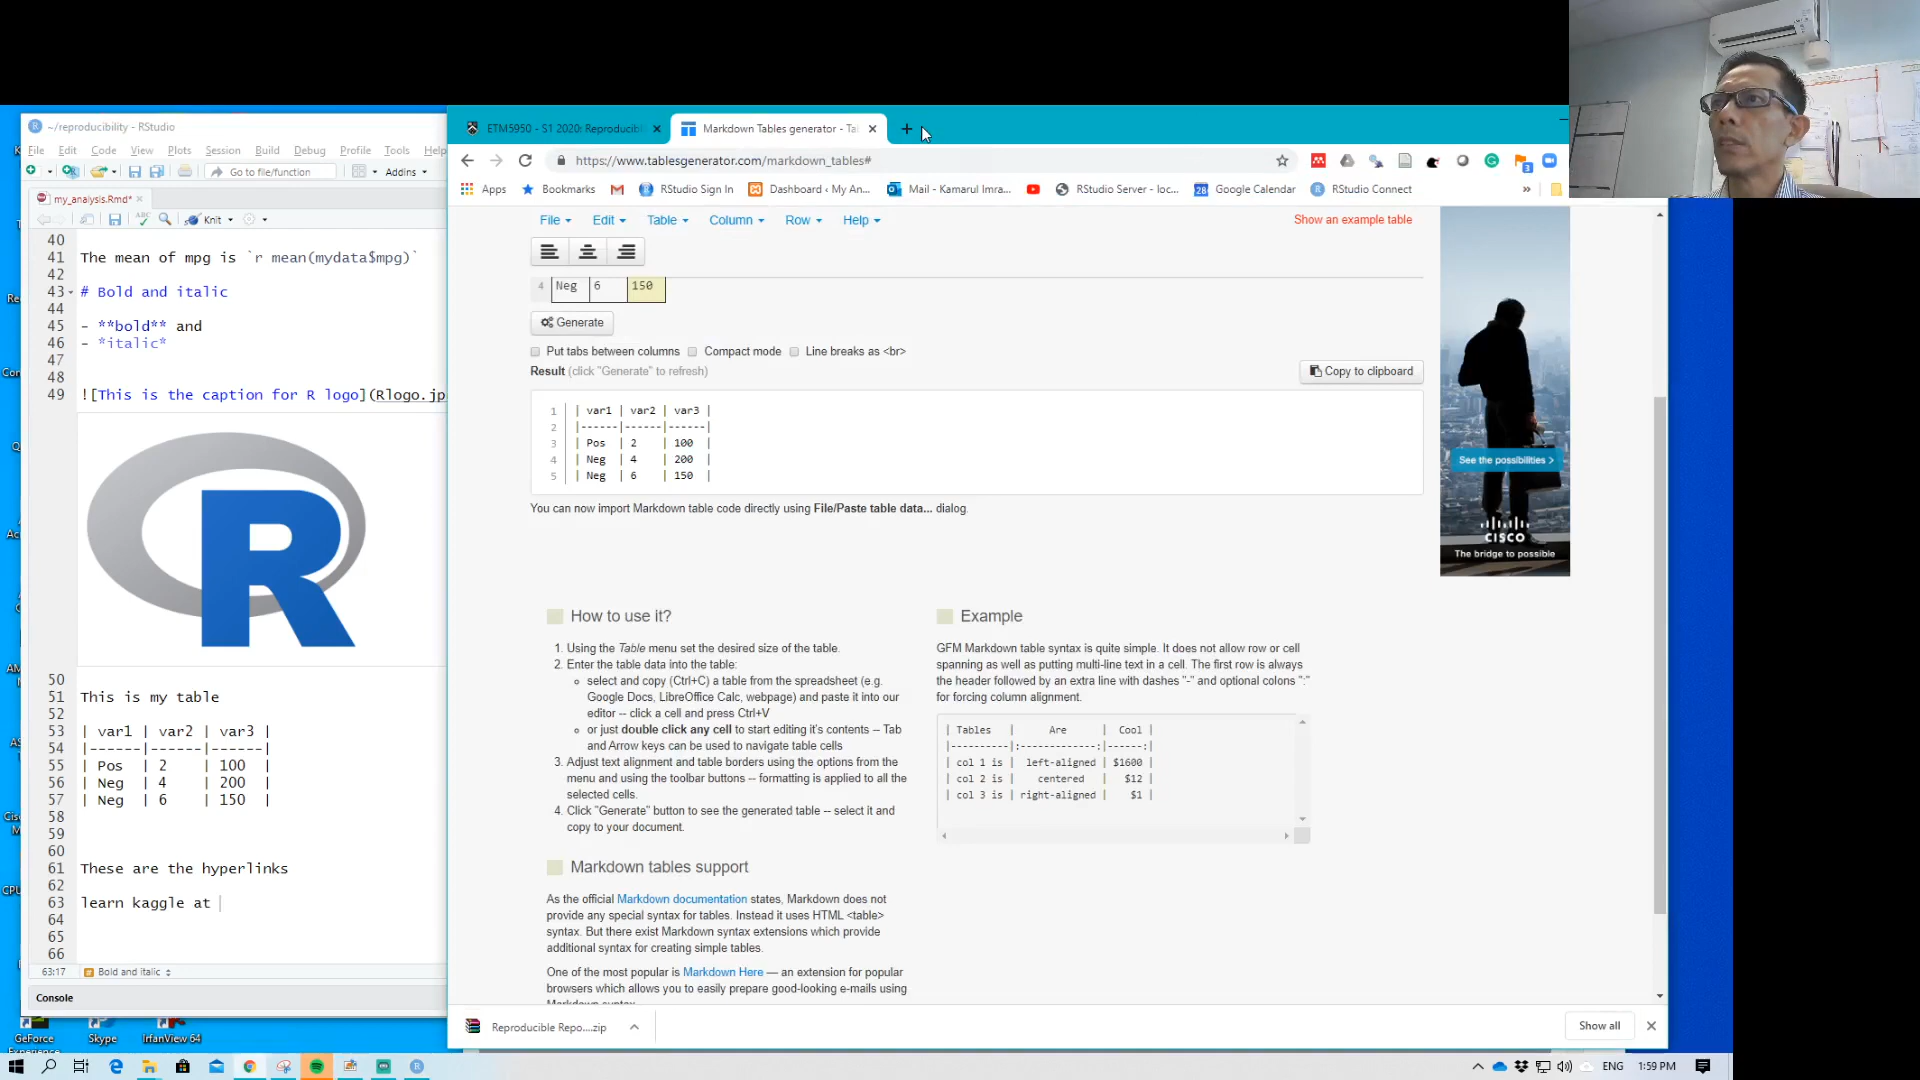 ~/reproducibility - RStudio
File Edit Code View Plots Session Build Debug Profile Tools Help
Go to file/function
Addins
my_analysis.Rmd*
Knit
40
41 The mean of mpg is `r mean(mydata$mpg)`
42
43 # Bold and italic
44
45 - **bold** and
46 - *italic*
47
48
49 ![This is the caption for R logo](Rlogo.jp
R
50
51 This is my table
52
53 | var1 | var2 | var3 |
54 |------|------|------|
55 | Pos | 2 | 100 |
56 | Neg | 4 | 200 |
57 | Neg | 6 | 150 |
58
59
60
61 These are the hyperlinks
62
63 learn kaggle at
64
65
66
63:17 # Bold and italic
Console
GeForce
Experience
Skype
IrfanView 64
ETM5950 - S1 2020: Reproducibl
Markdown Tables generator - Ta
https://www.tablesgenerator.com/markdown_tables#
Apps Bookmarks RStudio Sign In Dashboard ‹ My An... Mail - Kamarul Imra... RStudio Server - loc... 28 Google Calendar RStudio Connect »
File Edit Table Column Row Help
Show an example table
4 Neg 6 150
Generate
Put tabs between columns Compact mode Line breaks as <br>
Result (click "Generate" to refresh)
Copy to clipboard
1 | var1 | var2 | var3 |
2 |------|------|------|
3 | Pos | 2 | 100 |
4 | Neg | 4 | 200 |
5 | Neg | 6 | 150 |
You can now import Markdown table code directly using File/Paste table data... dialog.
See the possibilities >
CISCO
The bridge to possible
How to use it?
1. Using the Table menu set the desired size of the table.
2. Enter the table data into the table:
select and copy (Ctrl+C) a table from the spreadsheet (e.g.
Google Docs, LibreOffice Calc, webpage) and paste it into our
editor -- click a cell and press Ctrl+V
or just double click any cell to start editing it's contents -- Tab
and Arrow keys can be used to navigate table cells
3. Adjust text alignment and table borders using the options from the
menu and using the toolbar buttons -- formatting is applied to all the
selected cells.
4. Click "Generate" button to see the generated table -- select it and
copy to your document.
Example
GFM Markdown table syntax is quite simple. It does not allow row or cell
spanning as well as putting multi-line text in a cell. The first row is always
the header followed by an extra line with dashes "-" and optional colons ":"
for forcing column alignment.
| Tables | Are | Cool |
|----------|:-------------:|------:|
| col 1 is | left-aligned | $1600 |
| col 2 is | centered | $12 |
| col 3 is | right-aligned | $1 |
Markdown tables support
As the official Markdown documentation states, Markdown does not
provide any special syntax for tables. Instead it uses HTML <table>
syntax. But there exist Markdown syntax extensions which provide
additional syntax for creating simple tables.
One of the most popular is Markdown Here — an extension for popular
browsers which allows you to easily prepare good-looking e-mails using
Markdown syntax.
Reproducible Repo....zip
Show all
ENG 1:59 PM